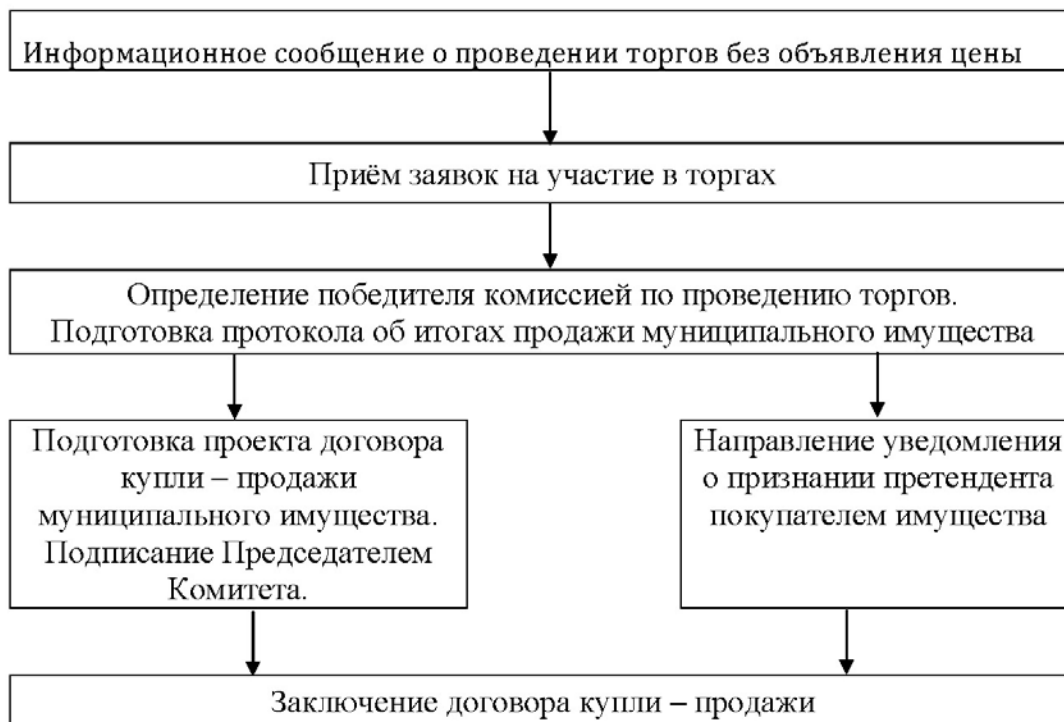 Информационное сообщение о проведении торгов без объявления цены
Приём заявок на участие в торгах
Определение победителя комиссией по проведению торгов.
Подготовка протокола об итогах продажи муниципального имущества
Подготовка проекта договора
купли – продажи
муниципального имущества.
Подписание Председателем
Комитета.
Направление уведомления
о признании претендента
покупателем имущества
Заключение договора купли – продажи